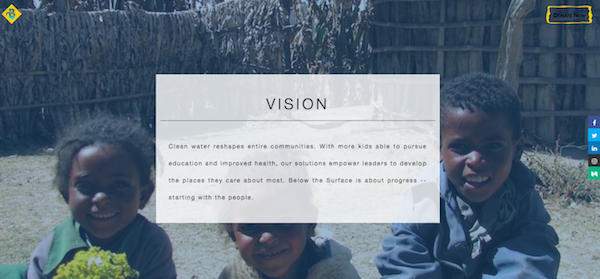 Donate Now
VISION
Clean water reshapes entire communities. With more kids able to pursue
education and improved health, our solutions empower leaders to develop
the places they care about most. Below the Surface is about progress --
starting with the people.